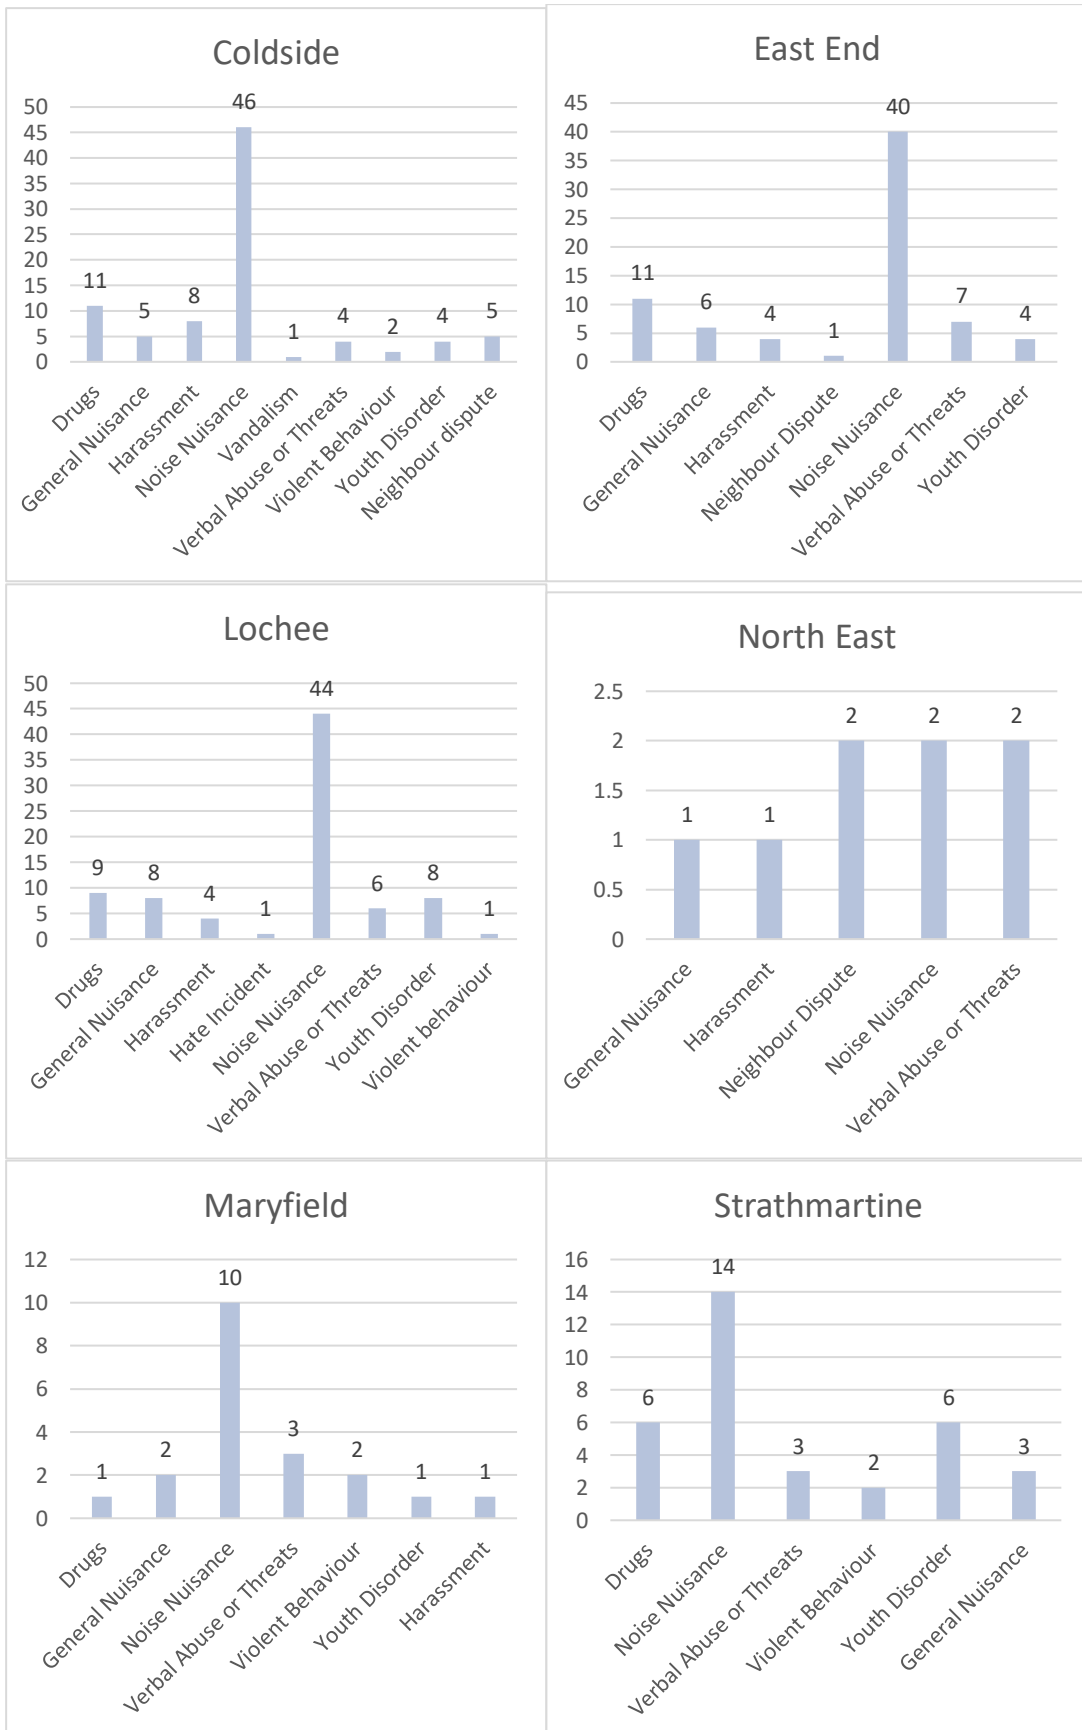 Coldside
50
45
40
35
30
25
20
15
10
5
0
11
5
8
46
1
4
2
4
5
Drugs
General Nuisance
Harassment
Noise Nuisance
Vandalism
Verbal Abuse or Threats
Violent Behaviour
Youth Disorder
Neighbour dispute
East End
45
40
35
30
25
20
15
10
5
0
11
6
4
1
40
7
4
Drugs
General Nuisance
Harassment
Neighbour Dispute
Noise Nuisance
Verbal Abuse or Threats
Youth Disorder
Lochee
50
45
40
35
30
25
20
15
10
5
0
9
8
4
1
44
6
8
1
Drugs
General Nuisance
Harassment
Hate Incident
Noise Nuisance
Verbal Abuse or Threats
Youth Disorder
Violent behaviour
North East
2.5
2
1.5
1
0.5
0
1
1
2
2
2
General Nuisance
Harassment
Neighbour Dispute
Noise Nuisance
Verbal Abuse or Threats
Maryfield
12
10
8
6
4
2
0
1
2
10
3
2
1
1
Drugs
General Nuisance
Noise Nuisance
Verbal Abuse or Threats
Violent Behaviour
Youth Disorder
Harassment
Strathmartine
16
14
12
10
8
6
4
2
0
6
14
3
2
6
3
Drugs
Noise Nuisance
Verbal Abuse or Threats
Violent Behaviour
Youth Disorder
General Nuisance